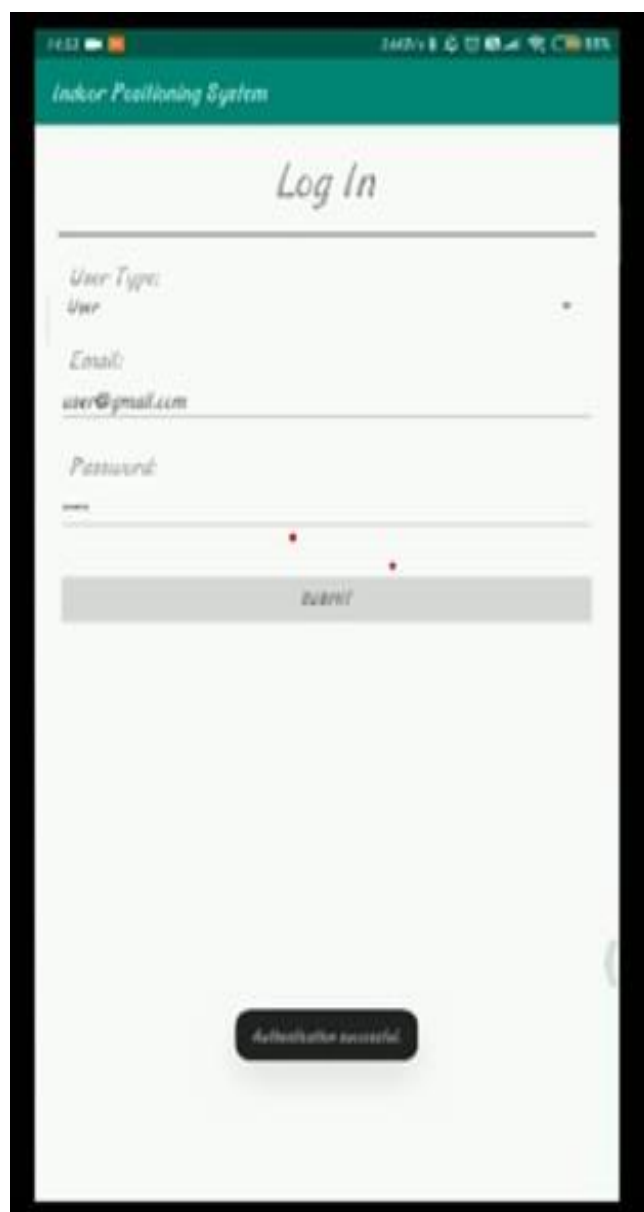 Indoor Positioning System
Log In
User Type:
User
Email:
user@gmail.com
Password:
SUBMIT
Authentication successful.